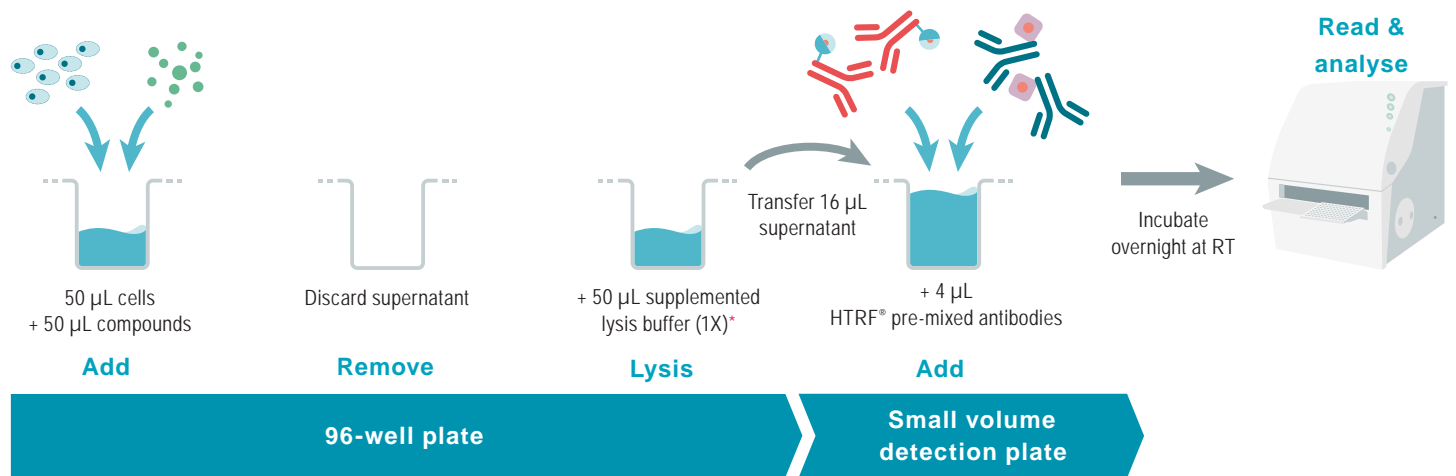 50 µL cells
+ 50 µL compounds
Add
Discard supernatant
Remove
+ 50 µL supplemented
lysis buffer (1X)*
Lysis
Transfer 16 µL
supernatant
+ 4 µL
HTRF® pre-mixed antibodies
Add
Incubate
overnight at RT
Read &
analyse
96-well plate
Small volume
detection plate